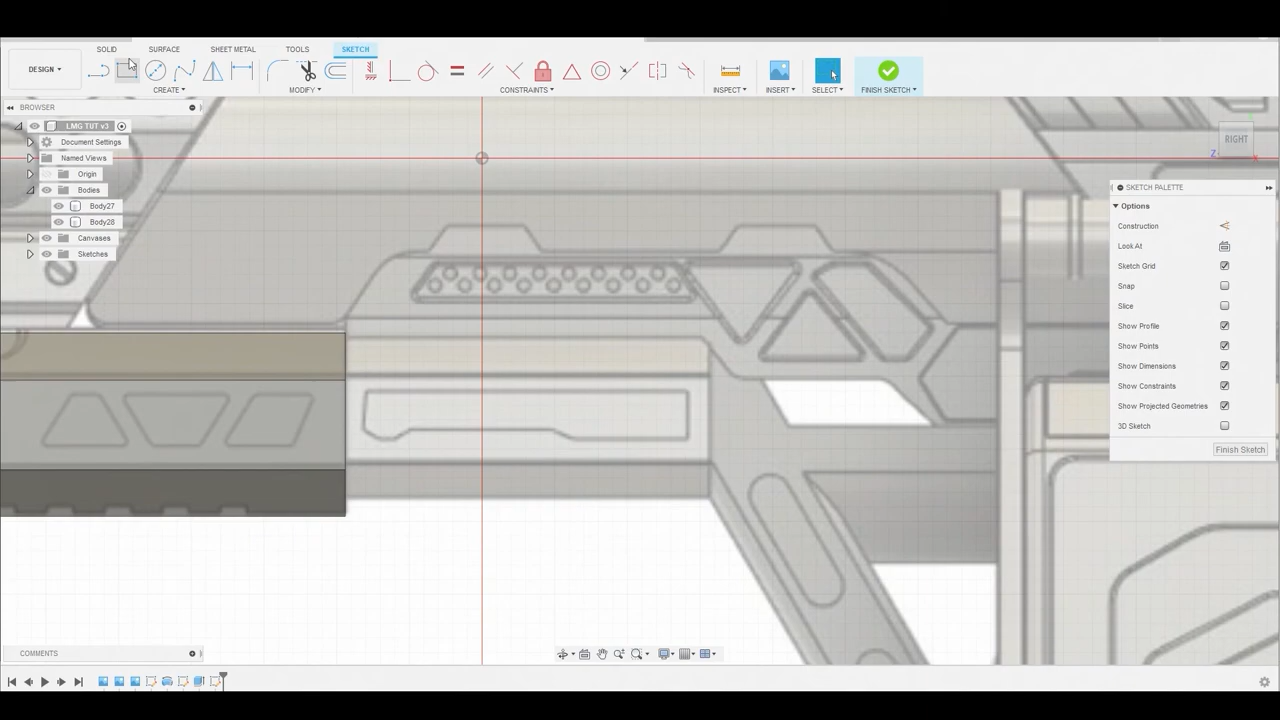 SOLID SURFACE SHEET METAL TOOLS SKETCH
DESIGN
CREATE MODIFY CONSTRAINTS INSPECT INSERT SELECT FINISH SKETCH
BROWSER
LMG TUT v3
Document Settings
Named Views
Origin
Bodies
Body27
Body28
Canvases
Sketches
RIGHT
Z
X
SKETCH PALETTE
Options
Construction
Look At
Sketch Grid
Snap
Slice
Show Profile
Show Points
Show Dimensions
Show Constraints
Show Projected Geometries
3D Sketch
Finish Sketch
COMMENTS